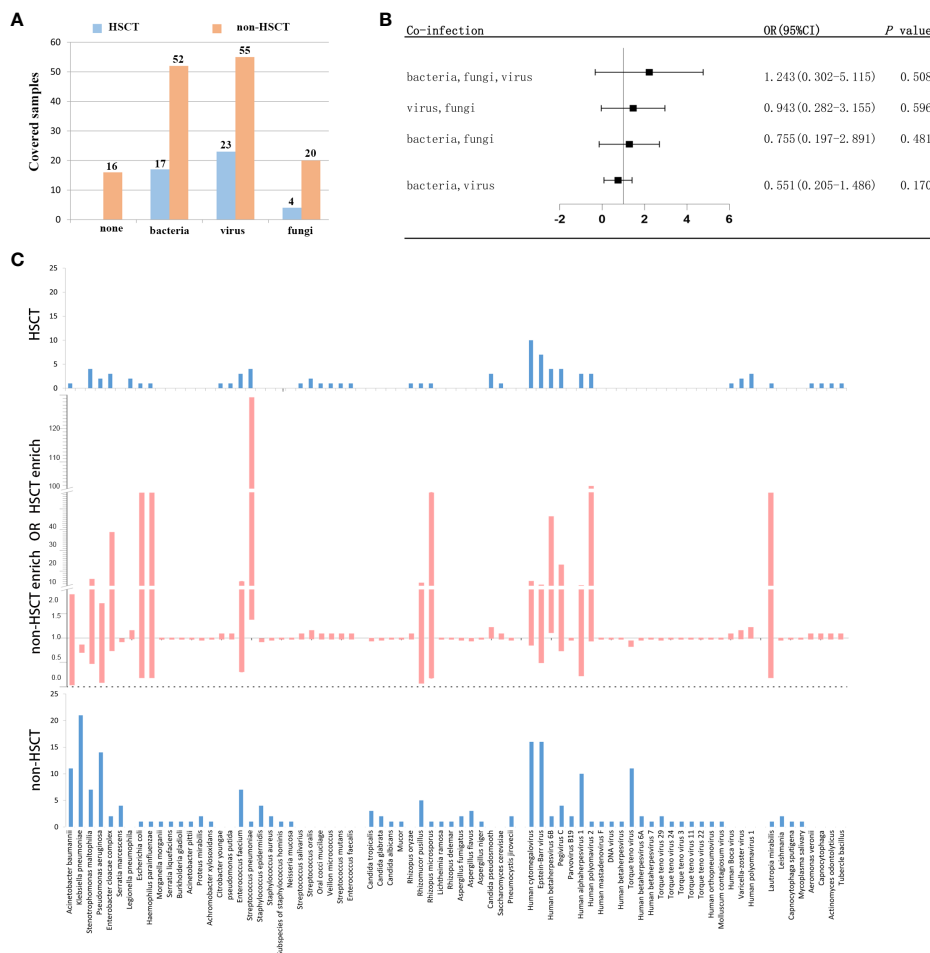 A
HSCT
non-HSCT
Covered samples
60
50
40
30
20
10
0
16
17
52
23
55
4
20
none
bacteria
virus
fungi
B
Co-infection OR(95%CI) P value
bacteria,fungi,virus 1.243(0.302-5.115) 0.508
virus,fungi 0.943(0.282-3.155) 0.596
bacteria,fungi 0.755(0.197-2.891) 0.481
bacteria,virus 0.551(0.205-1.486) 0.170
-2 0 2 4 6
C
HSCT
25
20
15
10
5
0
non-HSCT enrich OR HSCT enrich
120
100
40
30
20
10
2.0
1.5
1.0
0.5
0.0
non-HSCT
25
20
15
10
5
0
Acinetobacter baumannii
Klebsiella pneumoniae
Stenotrophomonas maltophilia
Pseudomonas aeruginosa
Enterobacter cloacae complex
Serratia marcescens
Legionella pneumophila
Escherichia coli
Haemophilus parainfluenzae
Morganella morganii
Serratia liquefaciens
Burkholderia gladioli
Acinetobacter pittii
Proteus mirabilis
Achromobacter xylosoxidans
Citrobacter youngae
pseudomonas putida
Enterococcus faecium
Streptococcus pneumoniae
Staphylococcus epidermidis
Staphylococcus aureus
Subspecies of staphylococcus hominis
Neisseria mucosa
Streptococcus salivarius
Streptococcus oralis
Oral cocci mucilage
Veillon micrococcus
Streptococcus mutans
Enterococcus faecalis
Candida tropicalis
Candida glabrata
Candida albicans
Mucor
Rhizopus oryzae
Rhizomucor pusillus
Rhizopus microsporus
Lichtheimia ramosa
Rhizopus delemar
Aspergillus fumigatus
Aspergillus flavus
Aspergillus niger
Candida pseudosmooth
Saccharomyces cerevisiae
Pneumocystis jirovecii
Human cytomegalovirus
Epstein-Barr virus
Human betaherpesvirus 6B
Pegivirus C
Parvovirus B19
Human alphaherpesvirus 1
Human polyomavirus 2
Human mastadenovirus F
DNA virus
Human betaherpesvirus
Torque teno virus
Human betaherpesvirus 6A
Human betaherpesvirus 7
Torque teno virus 29
Torque teno virus 24
Torque teno virus 3
Torque teno virus 11
Torque teno virus 22
Human orthopneumovirus
Molluscum contagiosum virus
Human Boca virus
Varicella-zoster virus
Human polyomavirus 1
Lautropia mirabilis
Leishmania
Capnocytophaga sputigena
Mycoplasma salivary
Aeromonas veronii
Capnocytophaga
Actinomyces odontolyticus
Tubercle bacillus